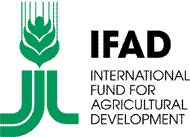 IFAD
INTERNATIONAL
FUND FOR
AGRICULTURAL
DEVELOPMENT